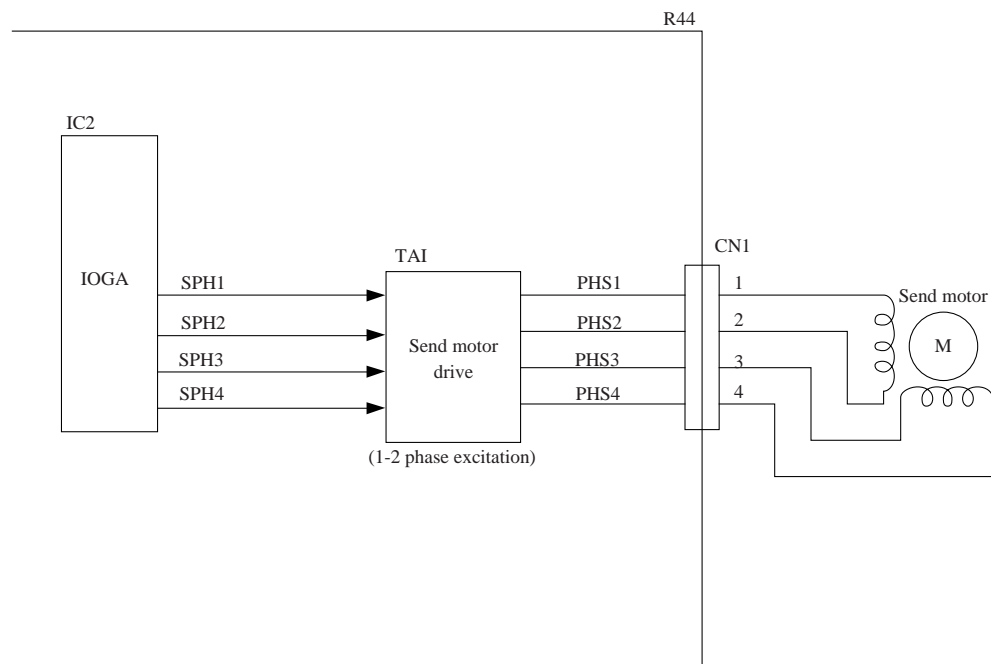 R44
IC2
IOGA
SPH1
SPH2
SPH3
SPH4
TAI
Send motor
drive
(1-2 phase excitation)
PHS1
PHS2
PHS3
PHS4
CN1
1
2
3
4
Send motor
M